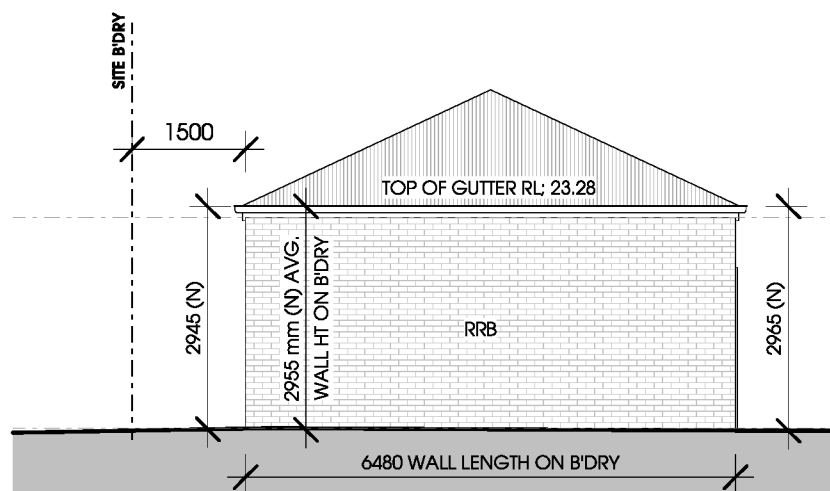 SITE B'DRY
1500
TOP OF GUTTER RL; 23.28
2945 (N)
2955 mm (N) AVG.
WALL HT ON B'DRY
RRB
2965 (N)
6480 WALL LENGTH ON B'DRY